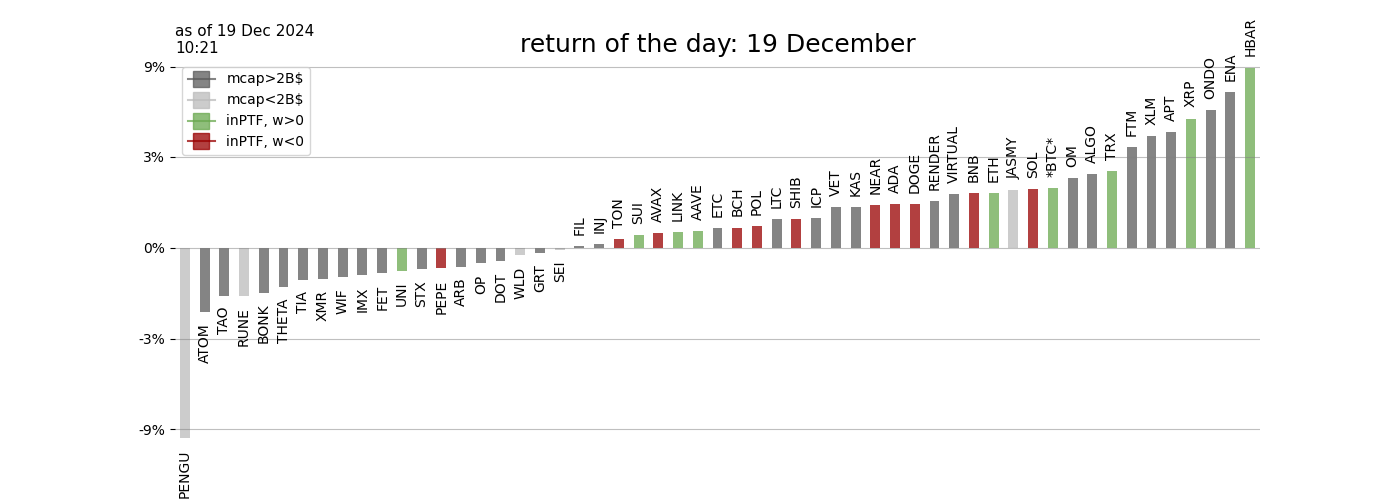 as of 19 Dec 2024
10:21
return of the day: 19 December
9%
3%
0%
-3%
-9%
mcap>2B$
mcap<2B$
inPTF, w>0
inPTF, w<0
PENGU
ATOM
TAO
RUNE
BONK
THETA
TIA
XMR
WIF
IMX
FET
UNI
STX
PEPE
ARB
OP
DOT
WLD
GRT
SEI
FIL
INJ
TON
SUI
AVAX
LINK
AAVE
ETC
BCH
POL
LTC
SHIB
ICP
VET
KAS
NEAR
ADA
DOGE
RENDER
VIRTUAL
BNB
ETH
JASMY
SOL
*BTC*
OM
ALGO
TRX
FTM
XLM
APT
XRP
ONDO
ENA
HBAR